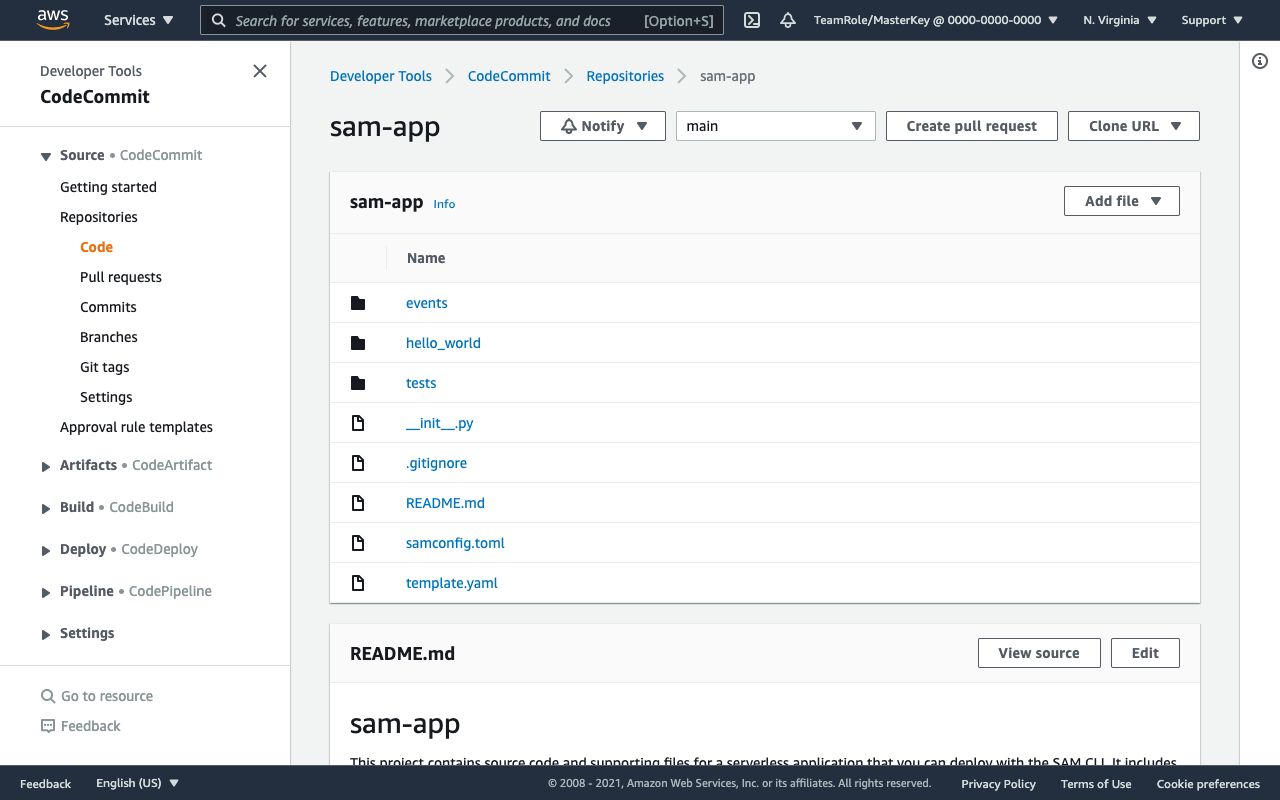 aws Services Search for services, features, marketplace products, and docs [Option+S] TeamRole/MasterKey @ 0000-0000-0000 N. Virginia Support
Developer Tools
CodeCommit
Source • CodeCommit
Getting started
Repositories
Code
Pull requests
Commits
Branches
Git tags
Settings
Approval rule templates
Artifacts • CodeArtifact
Build • CodeBuild
Deploy • CodeDeploy
Pipeline • CodePipeline
Settings
Go to resource
Feedback
Developer Tools CodeCommit Repositories sam-app
sam-app Notify main Create pull request Clone URL
sam-app Info Add file
Name
events
hello_world
tests
__init__.py
.gitignore
README.md
samconfig.toml
template.yaml
README.md View source Edit
sam-app
This project contains source code and supporting files for a serverless application that you can deploy with the SAM CLI. It includes
Feedback English (US) © 2008 - 2021, Amazon Web Services, Inc. or its affiliates. All rights reserved. Privacy Policy Terms of Use Cookie preferences